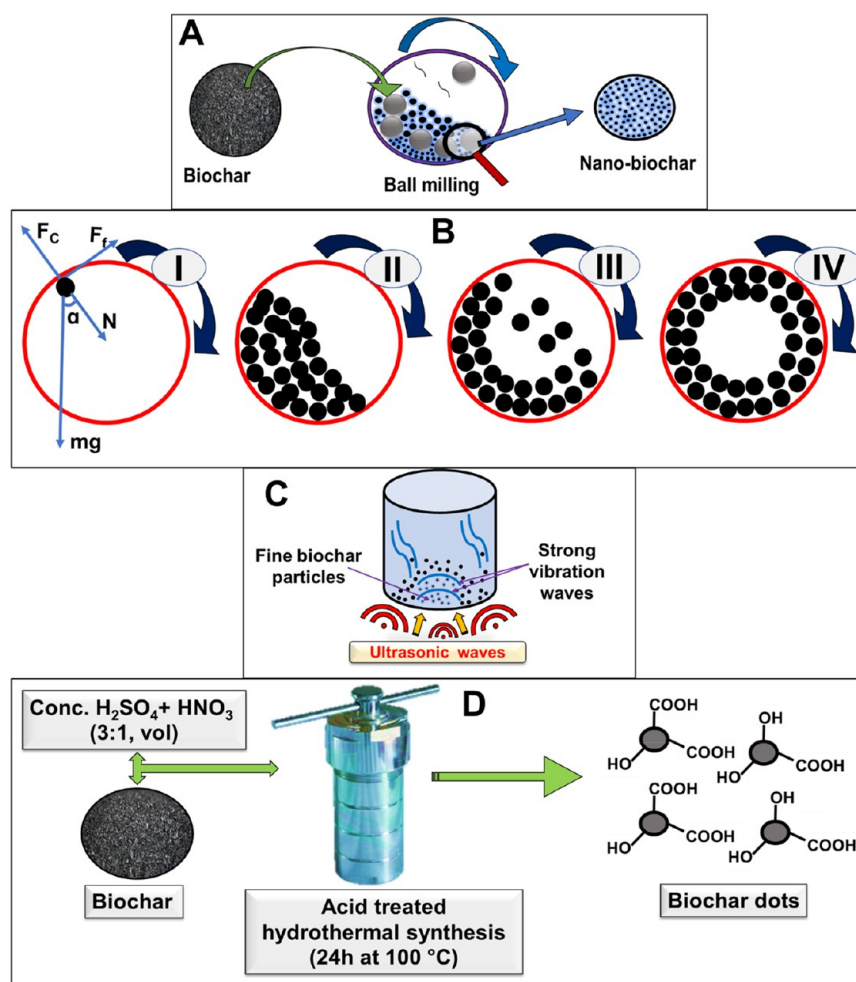 A
Biochar
Ball milling
Nano-biochar
B
F_C
F_f
α
N
mg
I
II
III
IV
C
Fine biochar
particles
Strong
vibration
waves
Ultrasonic waves
D
Conc. H₂SO₄+ HNO₃
(3:1, vol)
Biochar
Acid treated
hydrothermal synthesis
(24h at 100 °C)
COOH
COOH
HO
OH
HO
COOH
COOH
COOH
HO
OH
HO
COOH
Biochar dots